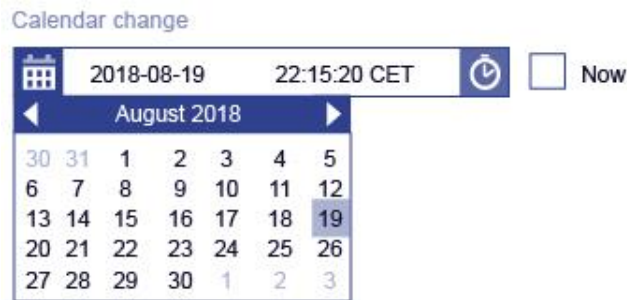 Calendar change
2018-08-19 22:15:20 CET Now
August 2018
30 31 1 2 3 4 5
6 7 8 9 10 11 12
13 14 15 16 17 18 19
20 21 22 23 24 25 26
27 28 29 30 1 2 3